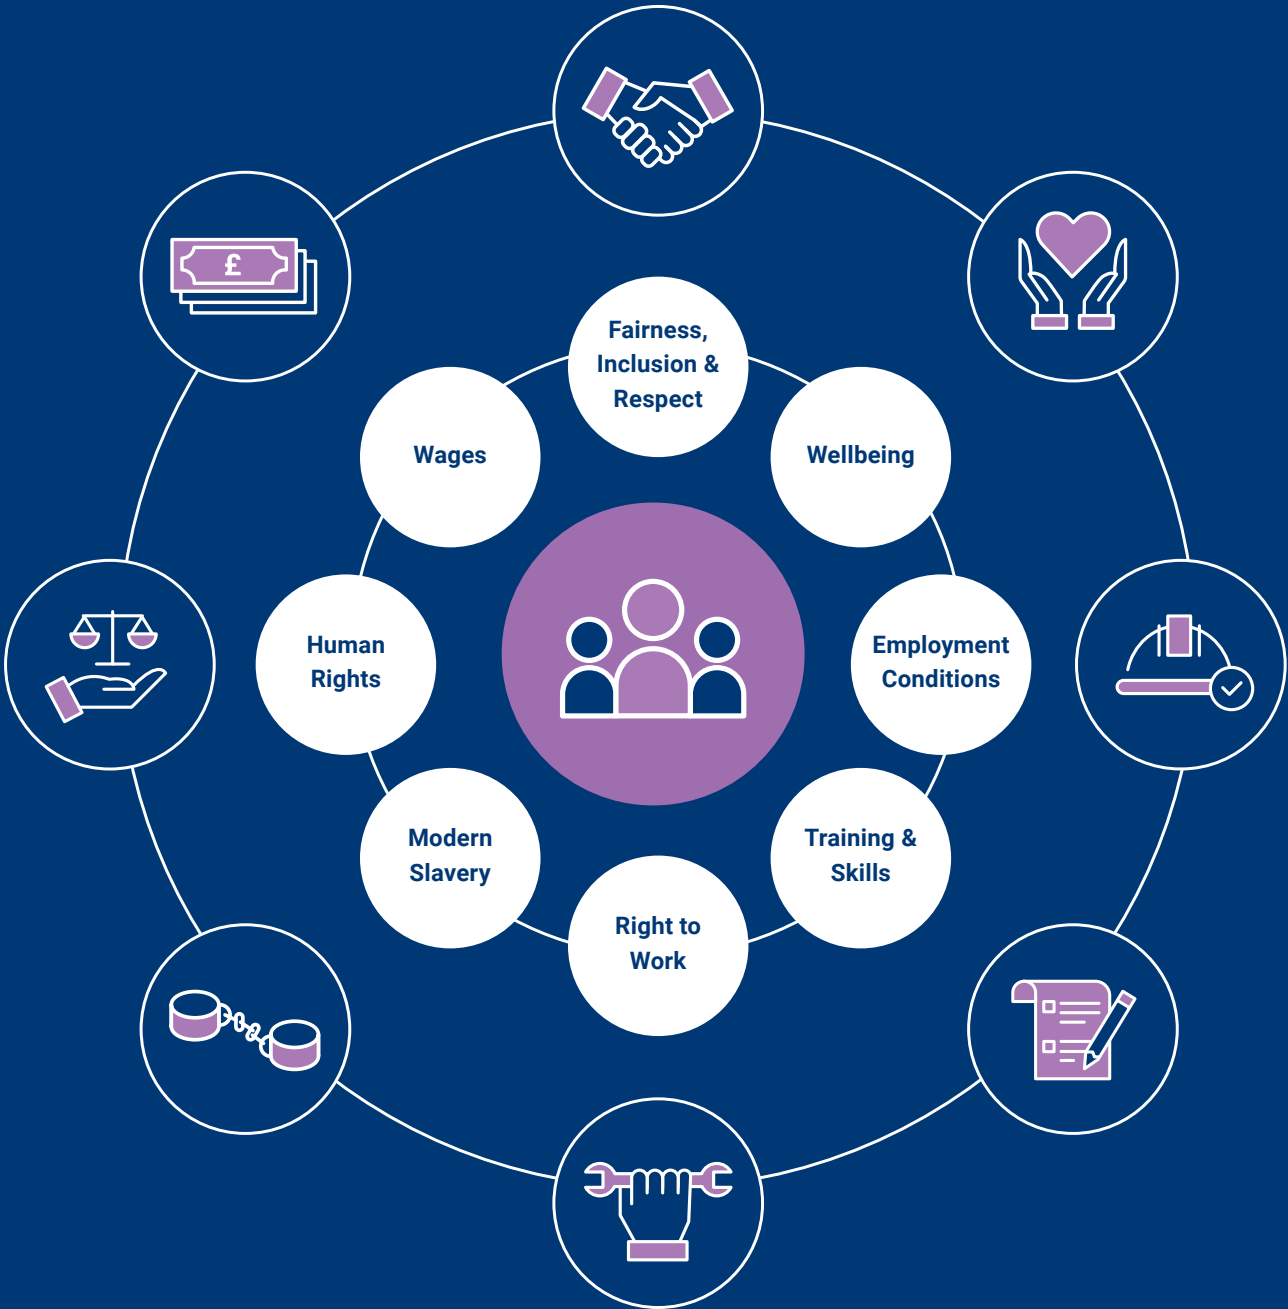 £
Fairness,
Inclusion &
Respect
Wages
Wellbeing
Human
Rights
Employment
Conditions
Modern
Slavery
Training &
Skills
Right to
Work